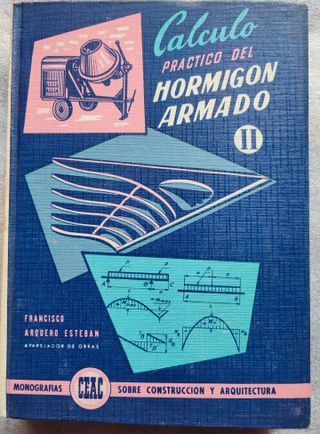 Calculo
PRACTICO DEL
HORMIGON
ARMADO
II
FRANCISCO
ARQUERO ESTEBAN
APAREJADOR DE OBRAS
MONOGRAFIAS CEAC SOBRE CONSTRUCCION Y ARQUITECTURA